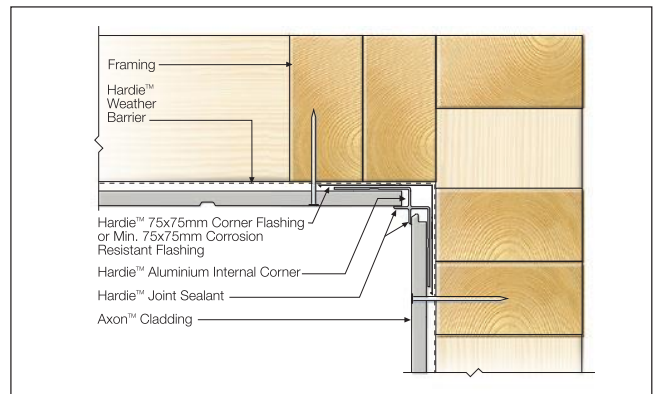 Framing
Hardie™
Weather
Barrier
Hardie™ 75x75mm Corner Flashing
or Min. 75x75mm Corrosion
Resistant Flashing
Hardie™ Aluminium Internal Corner
Hardie™ Joint Sealant
Axon™ Cladding